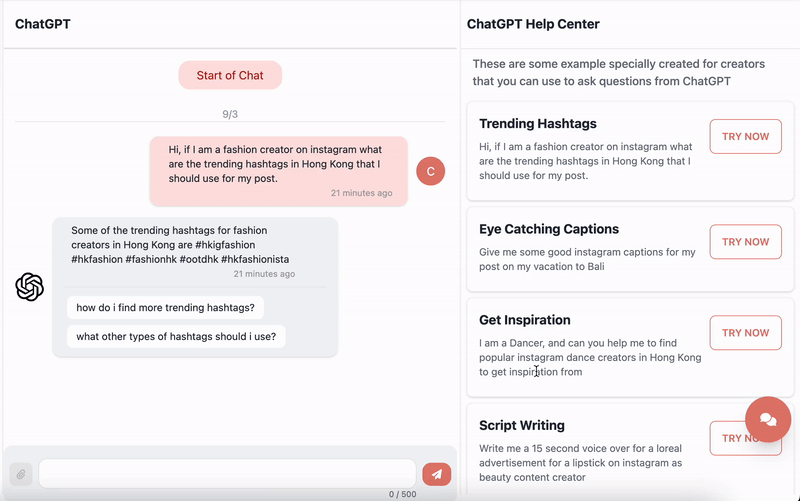 ChatGPT
Start of Chat
9/3
Hi, if I am a fashion creator on instagram what
are the trending hashtags in Hong Kong that I
should use for my post.
21 minutes ago
C
Some of the trending hashtags for fashion
creators in Hong Kong are #hkigfashion
#hkfashion #fashionhk #ootdhk #hkfashionista
21 minutes ago
how do i find more trending hashtags?
what other types of hashtags should i use?
0 / 500
ChatGPT Help Center
These are some example specially created for creators
that you can use to ask questions from ChatGPT
Trending Hashtags
Hi, if I am a fashion creator on instagram what
are the trending hashtags in Hong Kong that I
should use for my post.
TRY NOW
Eye Catching Captions
Give me some good instagram captions for my
post on my vacation to Bali
TRY NOW
Get Inspiration
I am a Dancer, and can you help me to find
popular instagram dance creators in Hong Kong
to get inspiration from
TRY NOW
Script Writing
Write me a 15 second voice over for a loreal
advertisement for a lipstick on instagram as
beauty content creator
TRY